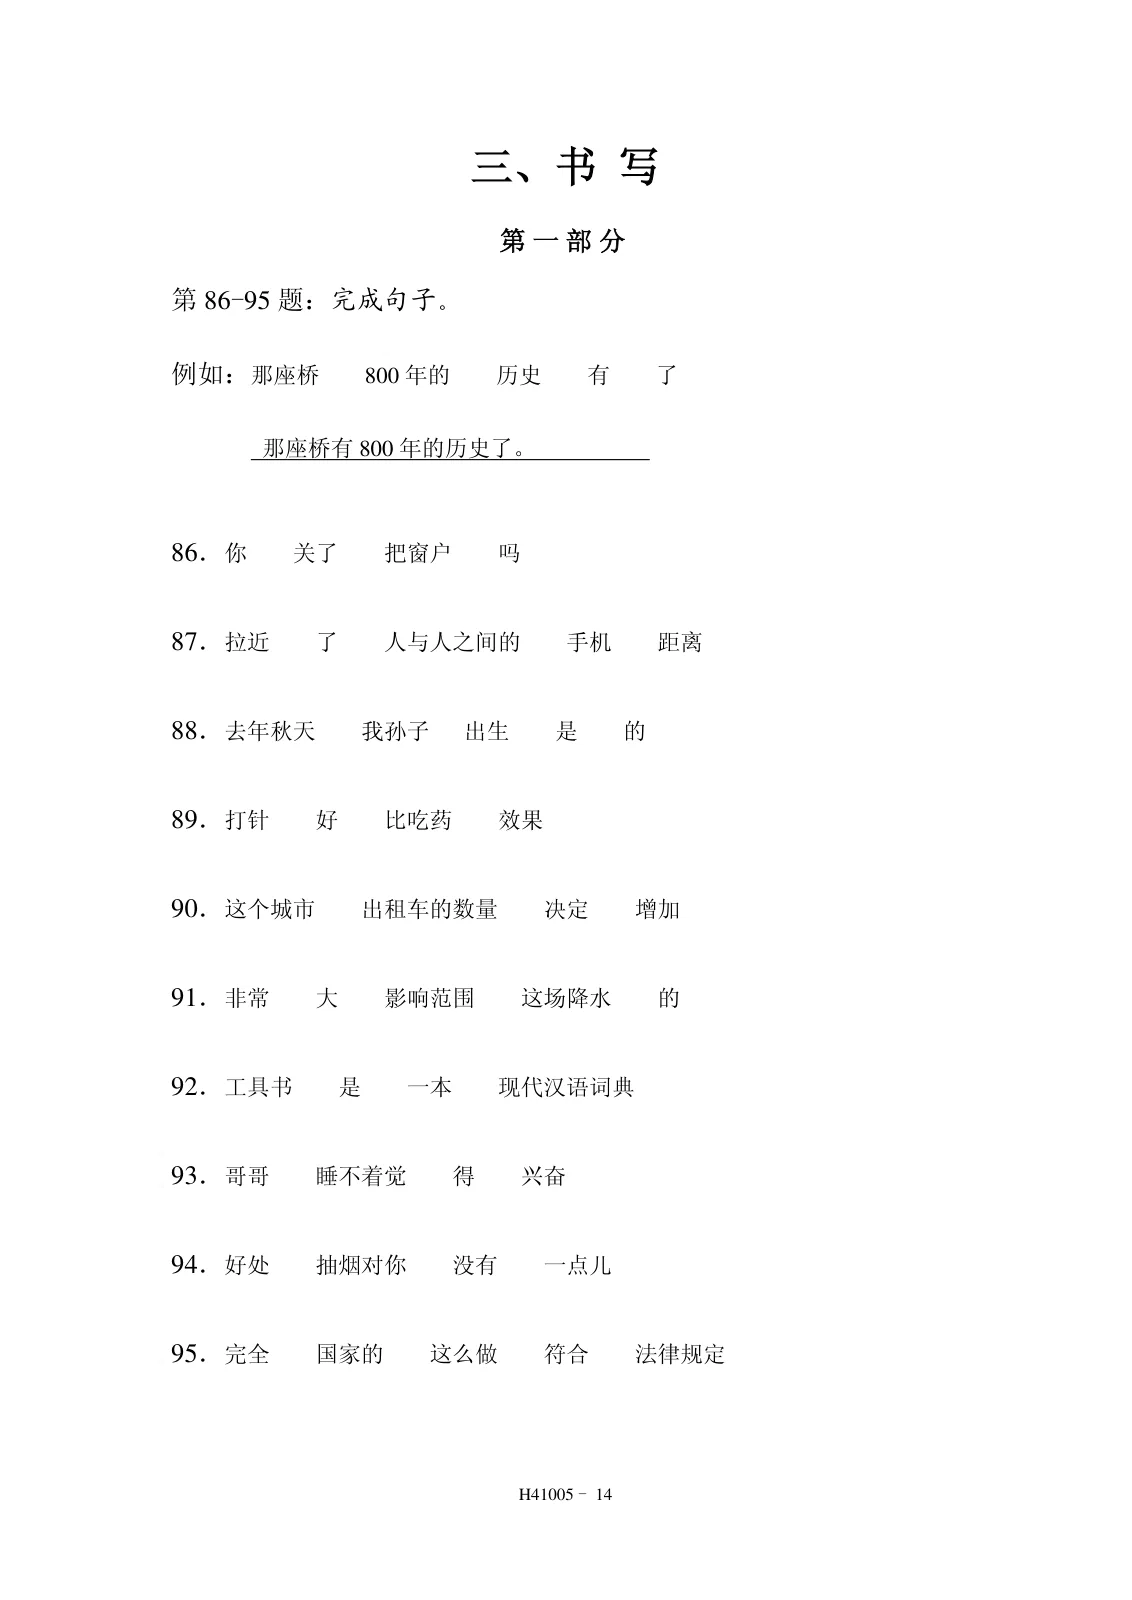 三、书 写
第一部分
第 86-95 题：完成句子。
例如：那座桥 800 年的 历史 有 了
那座桥有 800 年的历史了。
86．你 关了 把窗户 吗
87．拉近 了 人与人之间的 手机 距离
88．去年秋天 我孙子 出生 是 的
89．打针 好 比吃药 效果
90．这个城市 出租车的数量 决定 增加
91．非常 大 影响范围 这场降水 的
92．工具书 是 一本 现代汉语词典
93．哥哥 睡不着觉 得 兴奋
94．好处 抽烟对你 没有 一点儿
95．完全 国家的 这么做 符合 法律规定
H41005 - 14